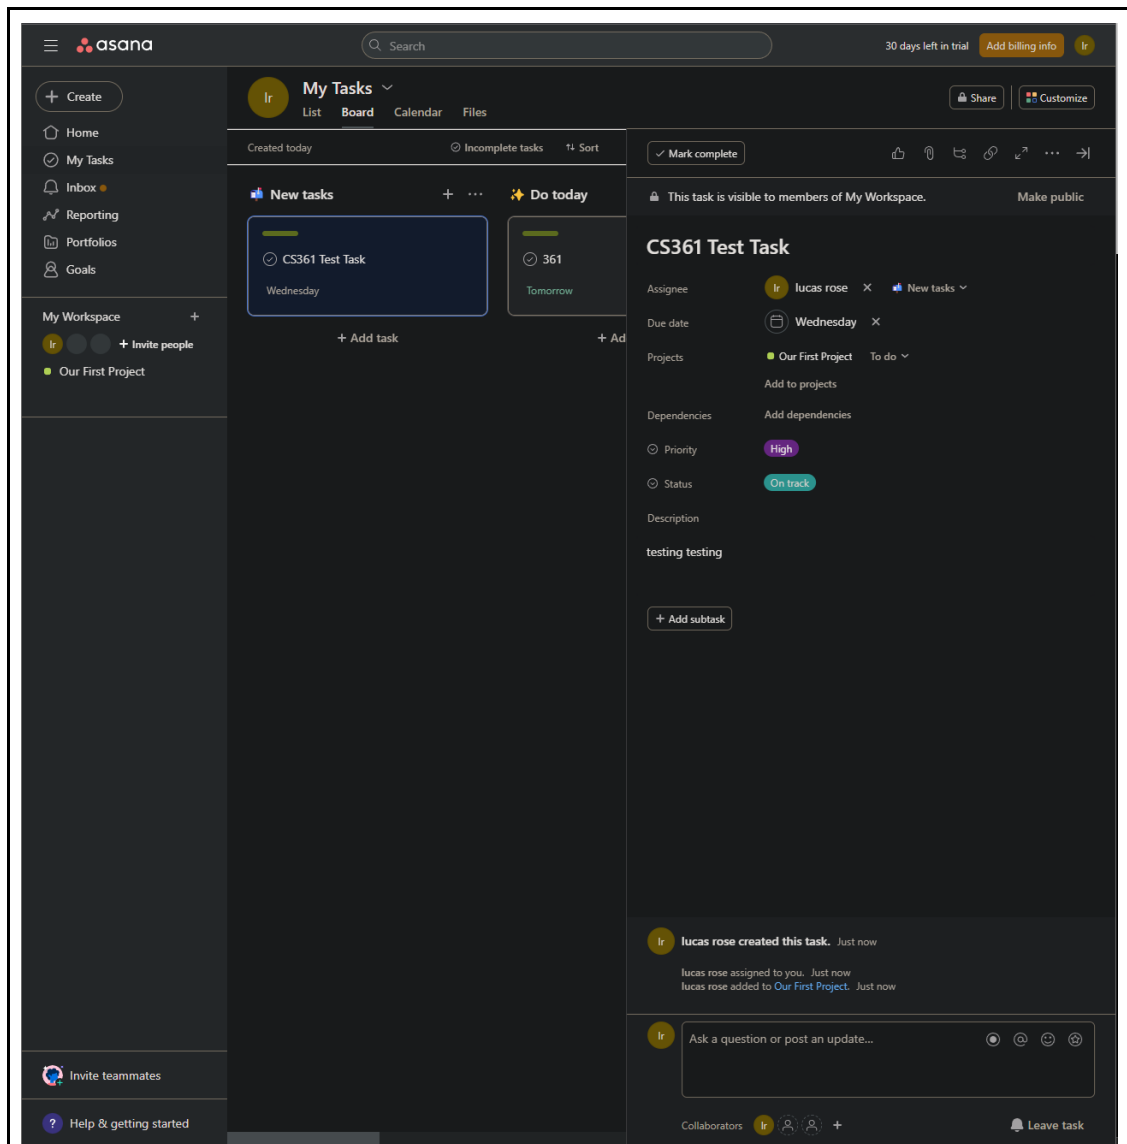 asana
Search
30 days left in trial
Add billing info
lr
Create
Home
My Tasks
Inbox
Reporting
Portfolios
Goals
My Workspace
lr
Invite people
Our First Project
Invite teammates
? Help & getting started
lr
My Tasks
List Board Calendar Files
Share
Customize
Created today
Incomplete tasks
Sort
New tasks
CS361 Test Task
Wednesday
+ Add task
Do today
361
Tomorrow
+ Ad
Mark complete
This task is visible to members of My Workspace.
Make public
CS361 Test Task
Assignee lr lucas rose New tasks
Due date Wednesday
Projects Our First Project To do
Add to projects
Dependencies Add dependencies
Priority High
Status On track
Description
testing testing
+ Add subtask
lr lucas rose created this task. Just now
lucas rose assigned to you. Just now
lucas rose added to Our First Project. Just now
lr Ask a question or post an update...
Collaborators lr
Leave task